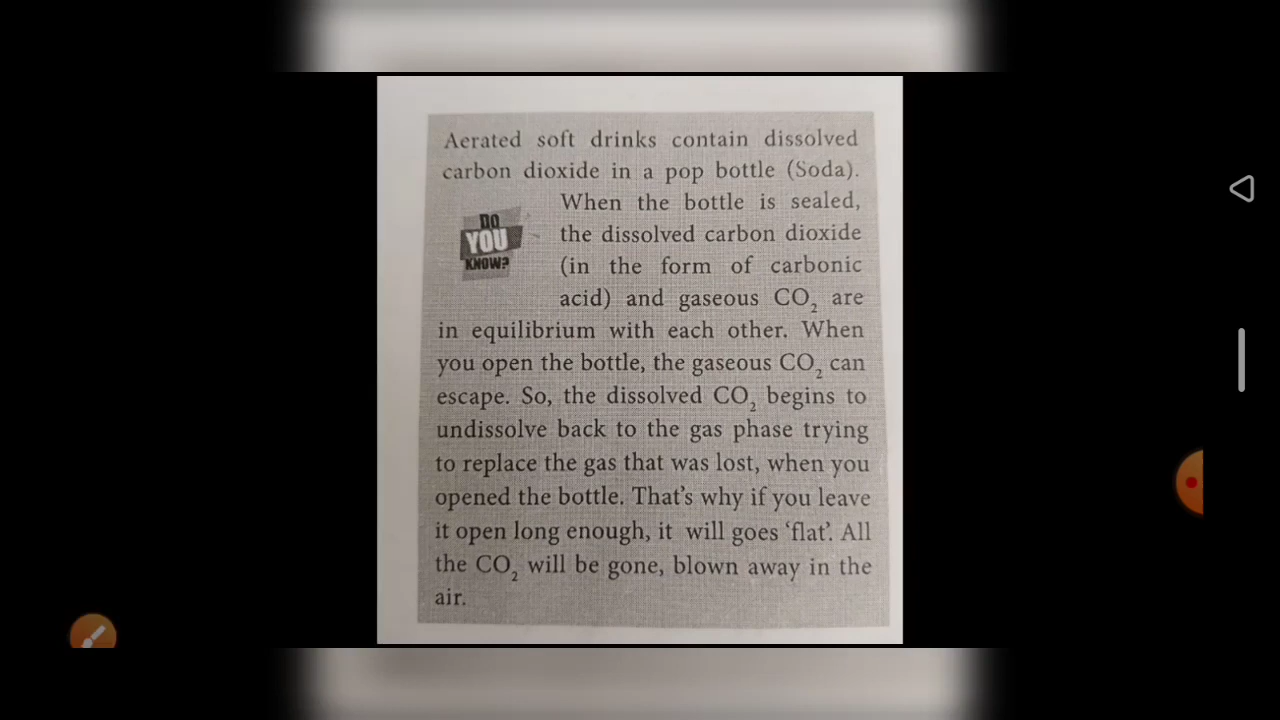 Aerated soft drinks contain dissolved
carbon dioxide in a pop bottle (Soda).
When the bottle is sealed,
the dissolved carbon dioxide
(in the form of carbonic
acid) and gaseous CO₂ are
in equilibrium with each other. When
you open the bottle, the gaseous CO₂ can
escape. So, the dissolved CO₂ begins to
undissolve back to the gas phase trying
to replace the gas that was lost, when you
opened the bottle. That’s why if you leave
it open long enough, it will goes ‘flat’. All
the CO₂ will be gone, blown away in the
air.
DO
YOU
KNOW?